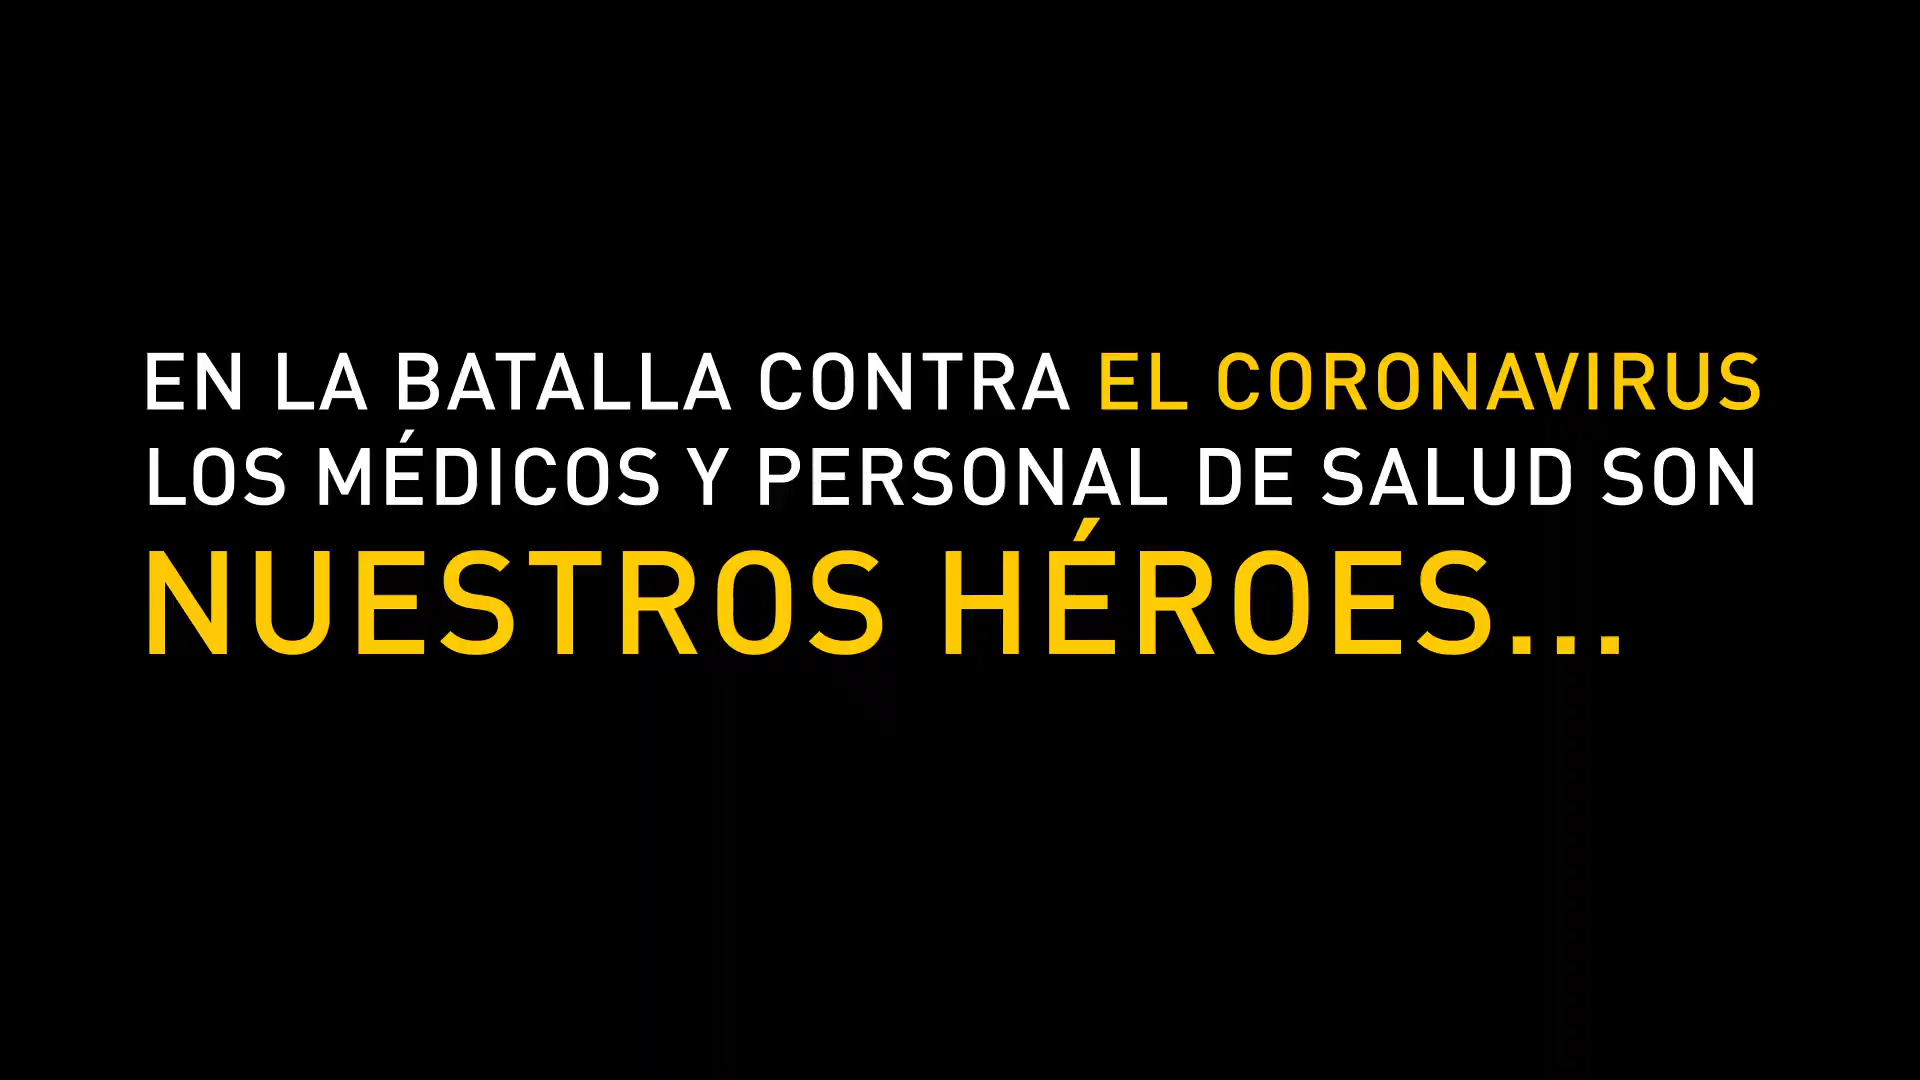 EN LA BATALLA CONTRA EL CORONAVIRUS
LOS MÉDICOS Y PERSONAL DE SALUD SON
NUESTROS HÉROES...